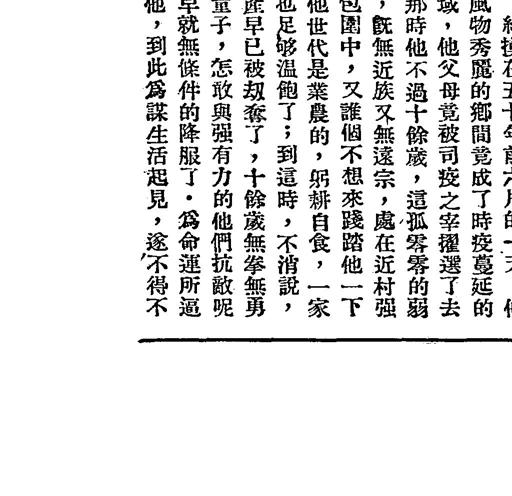 在五十年前六月的一天
風物秀麗的鄉間竟成了時疫蔓延的
域，他父母竟被司疫之宰擢選了去
那時他不過十餘歲，這孤零零的弱
，旣無近族又無遠宗，處在近村强
包圍中，又誰個不想來踐踏他一下
他世代是業農的，躬耕自食，一家
也足够溫飽了；到這時，不消說，
產早已被刼奪了，十餘歲無拳無勇
童子，怎敢與强有力的他們抗敵呢
早就無條件的降服了．爲命運所逼
他，到此爲謀生活起見，遂不得不